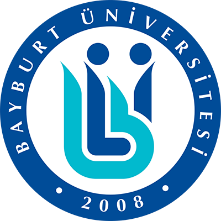 BAYBURT ÜNİVERSİTESİ
• 2008 •